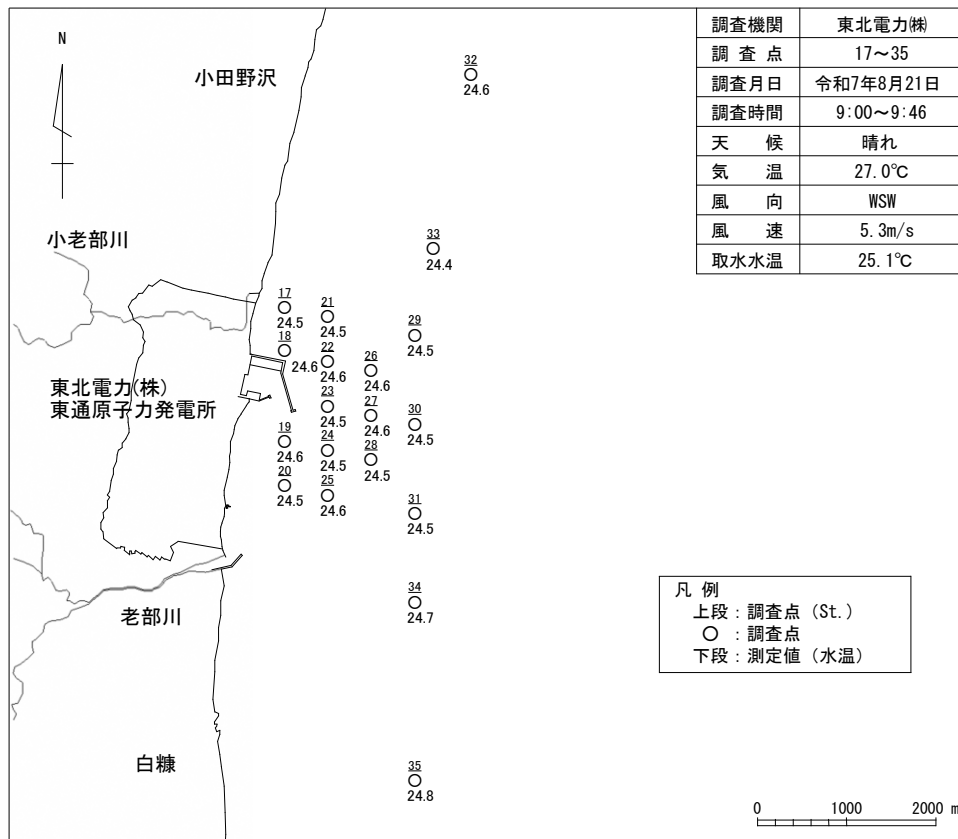 調査機関 東北電力㈱
調査点 17～35
調査月日 令和7年8月21日
調査時間 9:00～9:46
天候 晴れ
気温 27.0℃
風向 WSW
風速 5.3m/s
取水水温 25.1℃
N
小田野沢
32
24.6
小老部川
33
24.4
17
24.5
21
24.5
18
24.6
22
24.6
29
24.5
26
24.6
東北電力(株)
東通原子力発電所
23
24.5
27
24.6
30
24.5
19
24.6
24
24.5
28
24.5
20
24.5
25
24.6
31
24.5
34
24.7
老部川
凡 例
上段：調査点（St.）
○ ：調査点
下段：測定値（水温）
白糠
35
24.8
0 1000 2000 m